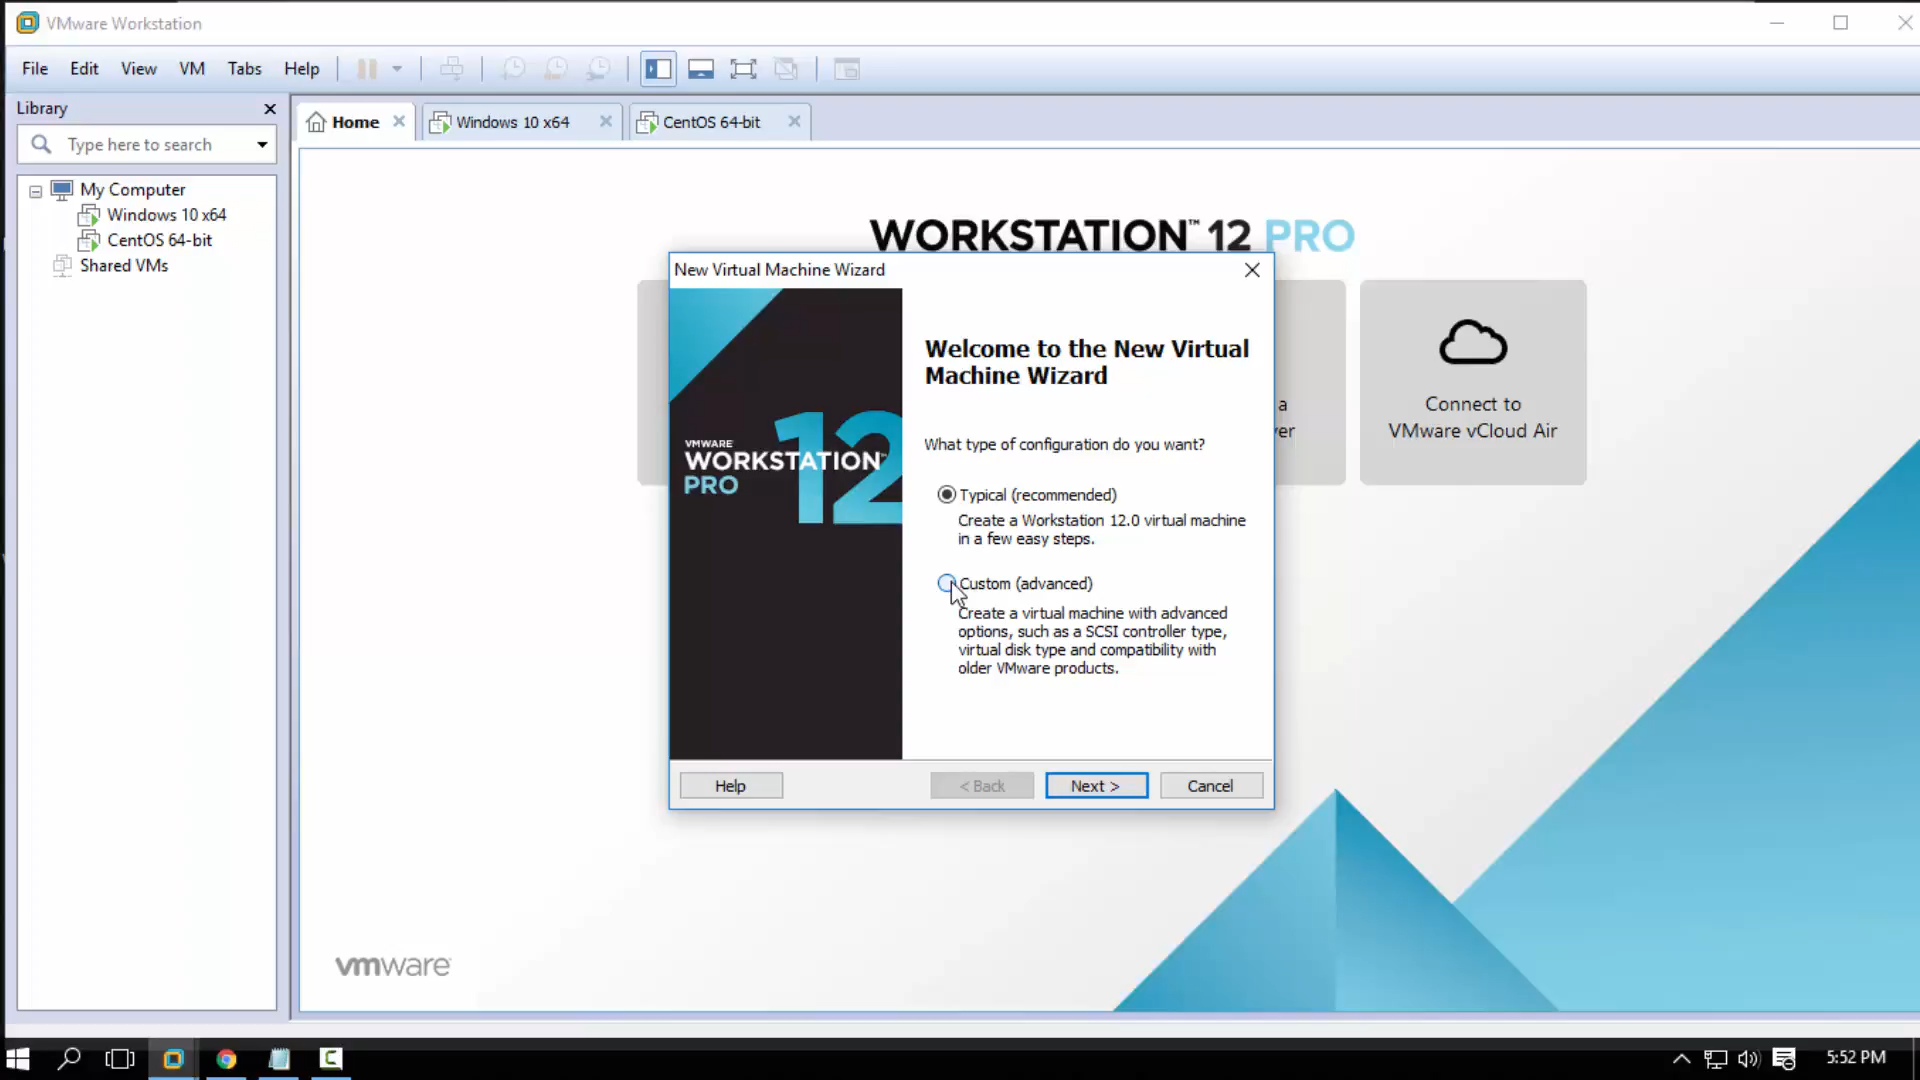 VMware Workstation
File Edit View VM Tabs Help
Library
Type here to search
My Computer
Windows 10 x64
CentOS 64-bit
Shared VMs
Home
Windows 10 x64
CentOS 64-bit
WORKSTATION™ 12 PRO
New Virtual Machine Wizard
VMWARE
WORKSTATION™
PRO
12
Welcome to the New Virtual
Machine Wizard
What type of configuration do you want?
Typical (recommended)
Create a Workstation 12.0 virtual machine
in a few easy steps.
Custom (advanced)
Create a virtual machine with advanced
options, such as a SCSI controller type,
virtual disk type and compatibility with
older VMware products.
Help
< Back
Next >
Cancel
a
ver
Connect to
VMware vCloud Air
vmware
5:52 PM